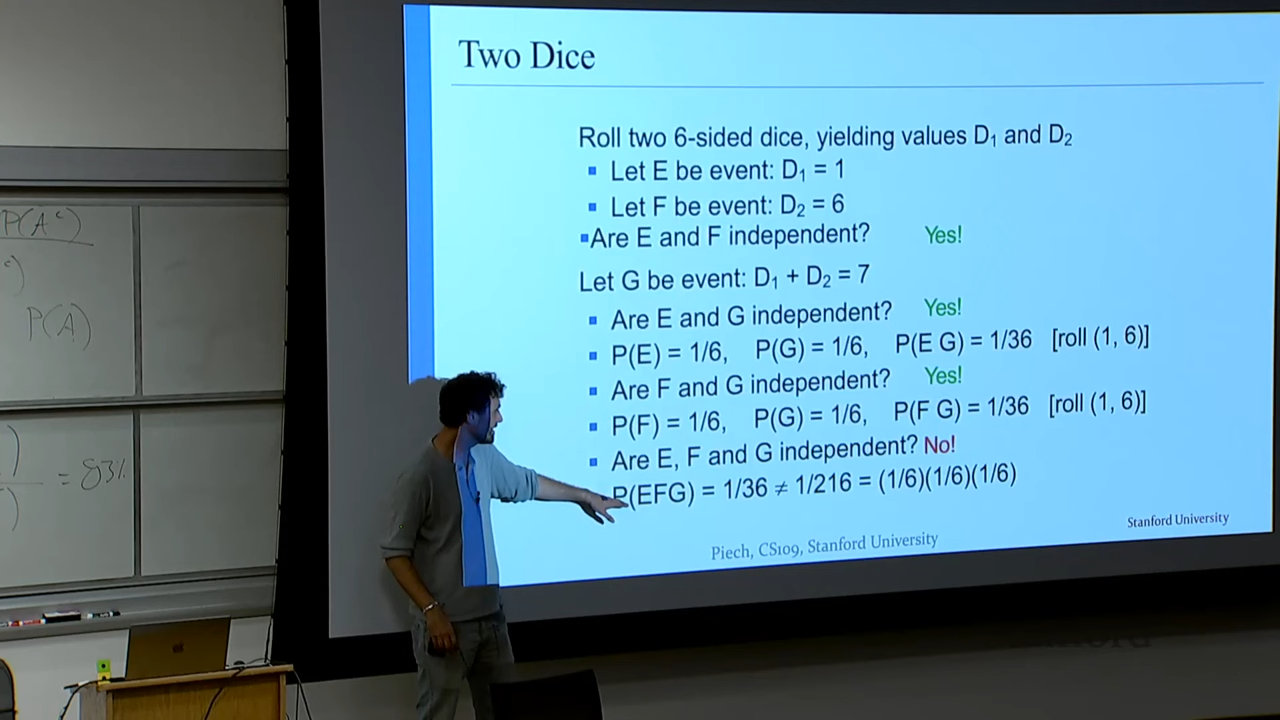 Two Dice
Roll two 6-sided dice, yielding values D₁ and D₂
▪ Let E be event: D₁ = 1
▪ Let F be event: D₂ = 6
▪Are E and F independent? Yes!
Let G be event: D₁ + D₂ = 7
▪ Are E and G independent? Yes!
▪ P(E) = 1/6, P(G) = 1/6, P(E G) = 1/36 [roll (1, 6)]
▪ Are F and G independent? Yes!
▪ P(F) = 1/6, P(G) = 1/6, P(F G) = 1/36 [roll (1, 6)]
▪ Are E, F and G independent? No!
P(EFG) = 1/36 ≠ 1/216 = (1/6)(1/6)(1/6)
Stanford University
Piech, CS109, Stanford University
P(Aᶜ)
P(A)
= 83%